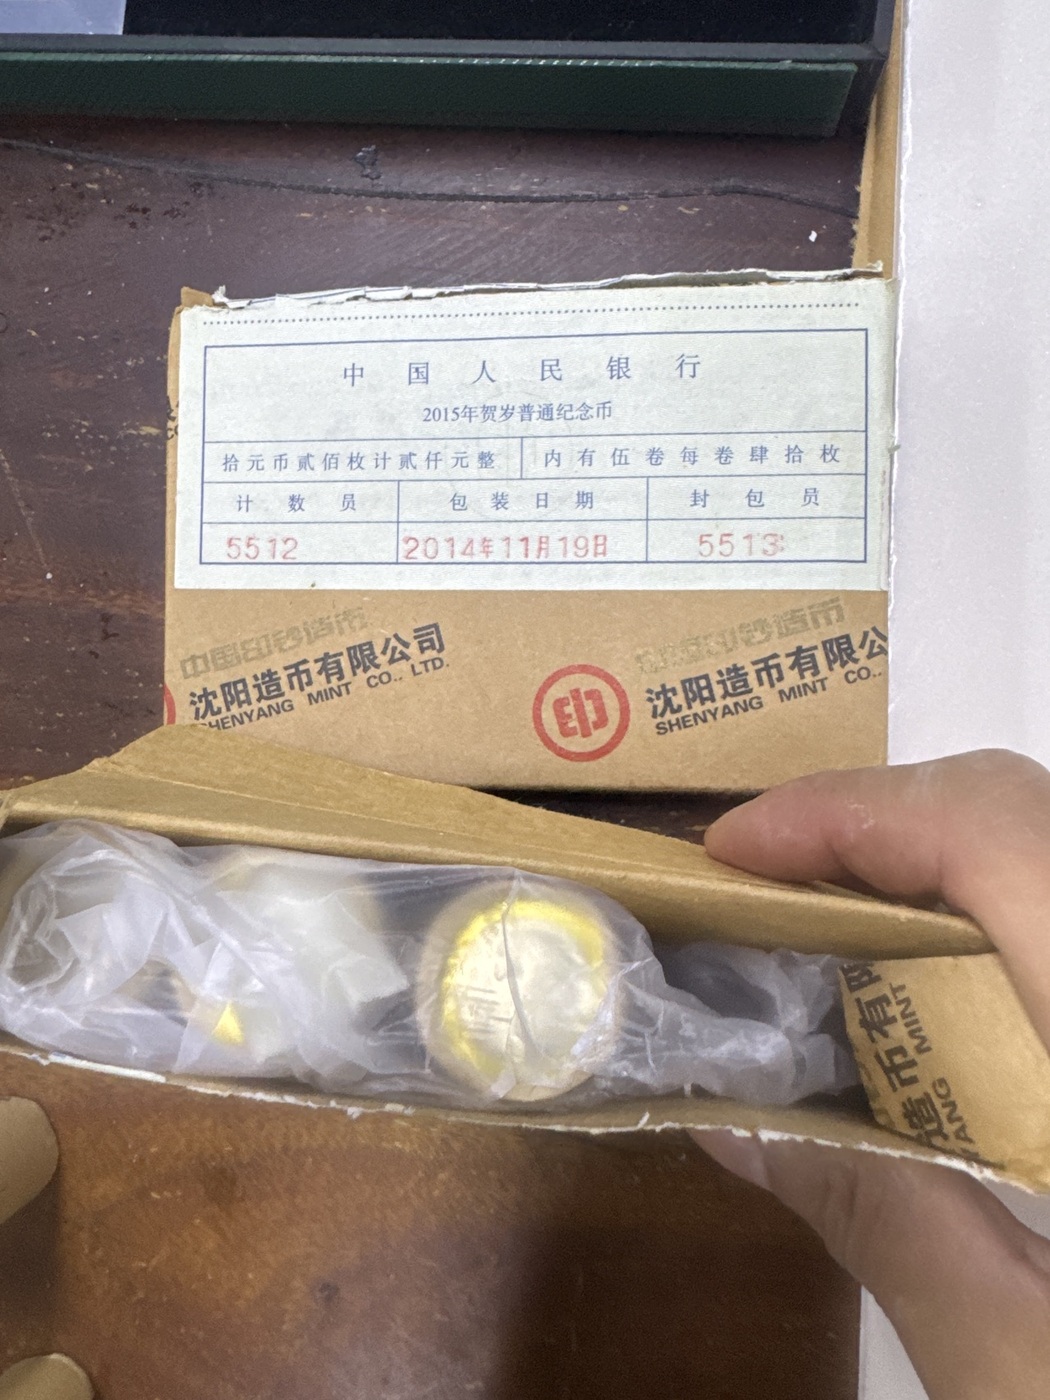 中国人民银行
2015年贺岁普通纪念币
拾元币贰佰枚计贰仟元整
内有伍卷每卷肆拾枚
计数员
包装日期
封包员
5512
2014年11月19日
5513
中国印钞造币
沈阳造币有限公司
SHENYANG MINT CO., LTD.
中国印钞造币
沈阳造币有限公
SHENYANG MINT CO..
造币有限
ANG MINT